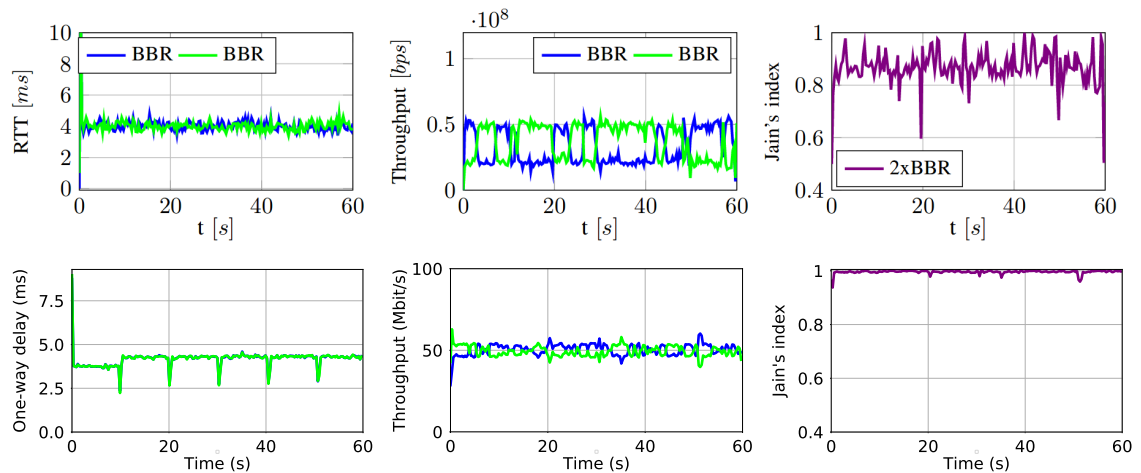 RTT [ms]
10
8
6
4
2
0
BBR
BBR
0
20
40
60
t [s]
Throughput [bps]
·10⁸
1
0.5
0
BBR
BBR
0
20
40
60
t [s]
Jain's index
1
0.8
0.6
0.4
2xBBR
0
20
40
60
t [s]
One-way delay (ms)
7.5
5.0
2.5
0.0
0
20
40
60
Time (s)
Throughput (Mbit/s)
100
50
0
0
20
40
60
Time (s)
Jain's index
1
0.8
0.6
0.4
0
20
40
60
Time (s)